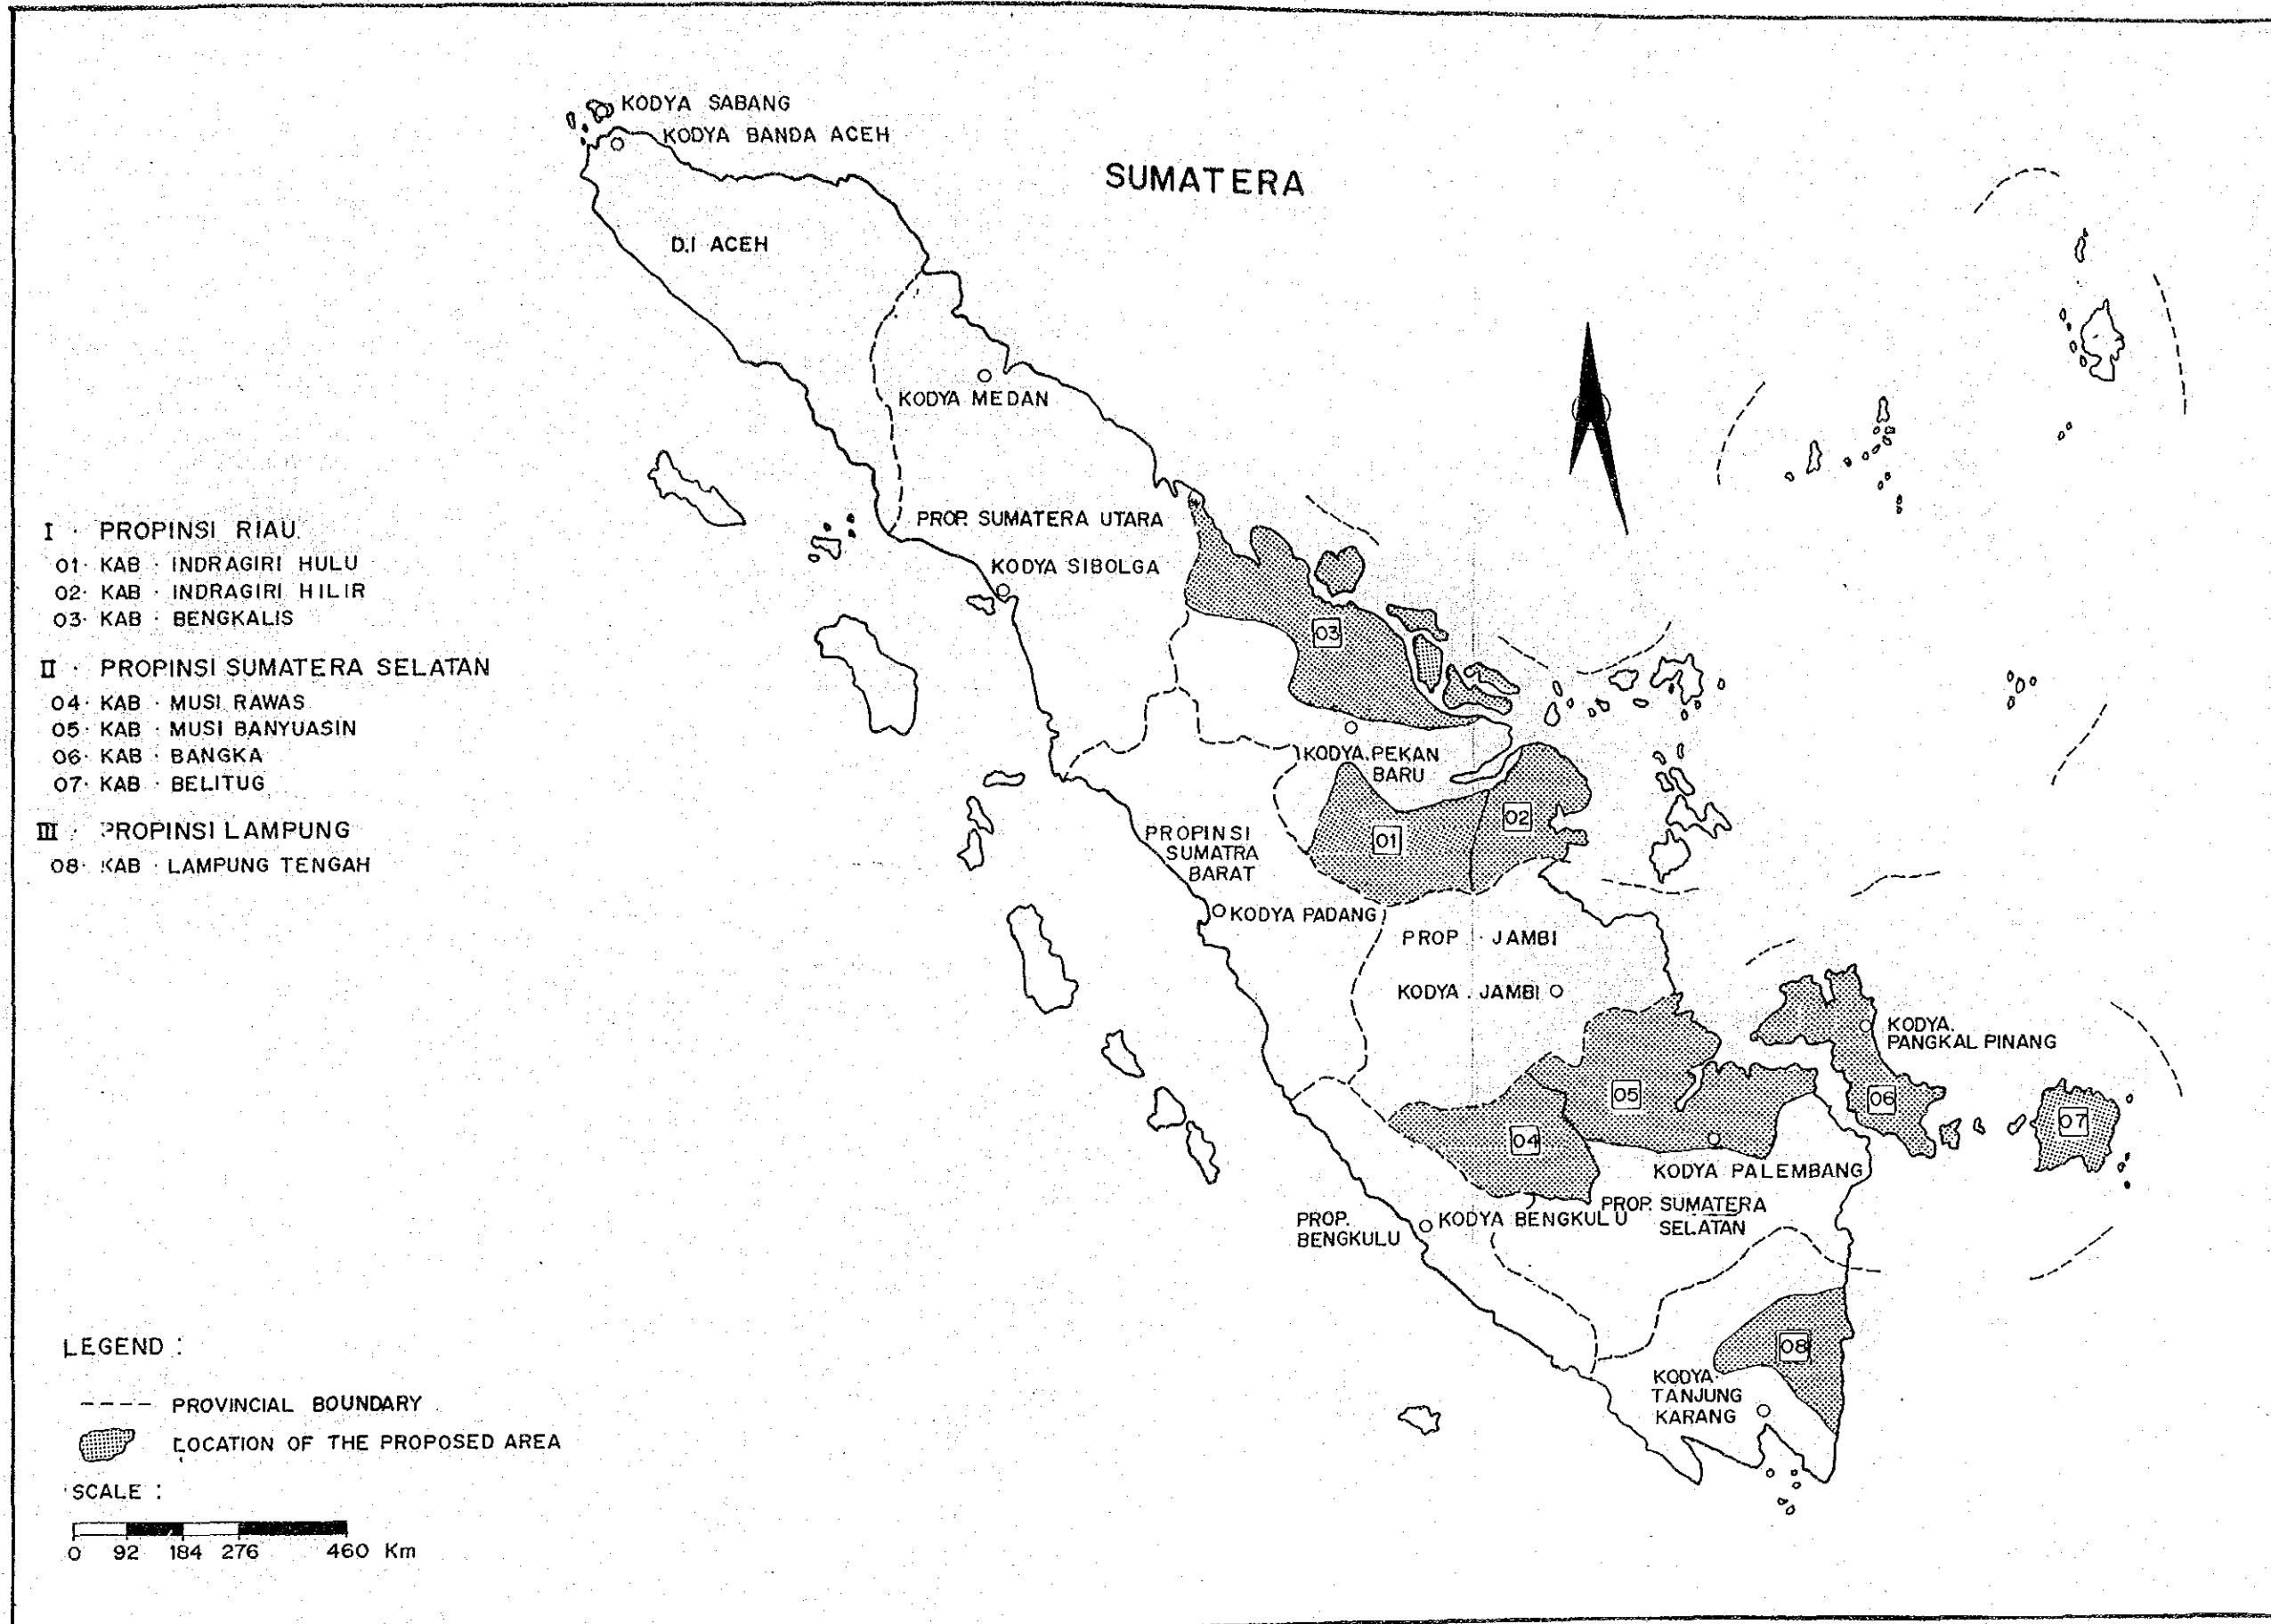 SUMATERA
KODYA SABANG
KODYA BANDA ACEH
D.I ACEH
KODYA MEDAN
PROP. SUMATERA UTARA
KODYA SIBOLGA
I · PROPINSI RIAU
01· KAB · INDRAGIRI HULU
02· KAB · INDRAGIRI HILIR
03· KAB · BENGKALIS
II · PROPINSI SUMATERA SELATAN
04· KAB · MUSI RAWAS
05· KAB · MUSI BANYUASIN
06· KAB · BANGKA
07· KAB · BELITUG
III · PROPINSI LAMPUNG
08· KAB · LAMPUNG TENGAH
03
KODYA. PEKAN
BARU
02
01
PROPINSI
SUMATRA
BARAT
KODYA PADANG
PROP · JAMBI
KODYA . JAMBI
KODYA.
PANGKAL PINANG
05
06
07
04
KODYA PALEMBANG
PROP. SUMATERA
SELATAN
PROP.
BENGKULU
KODYA BENGKULU
08
KODYA
TANJUNG
KARANG
LEGEND :
PROVINCIAL BOUNDARY
LOCATION OF THE PROPOSED AREA
SCALE :
0 92 184 276 460 Km